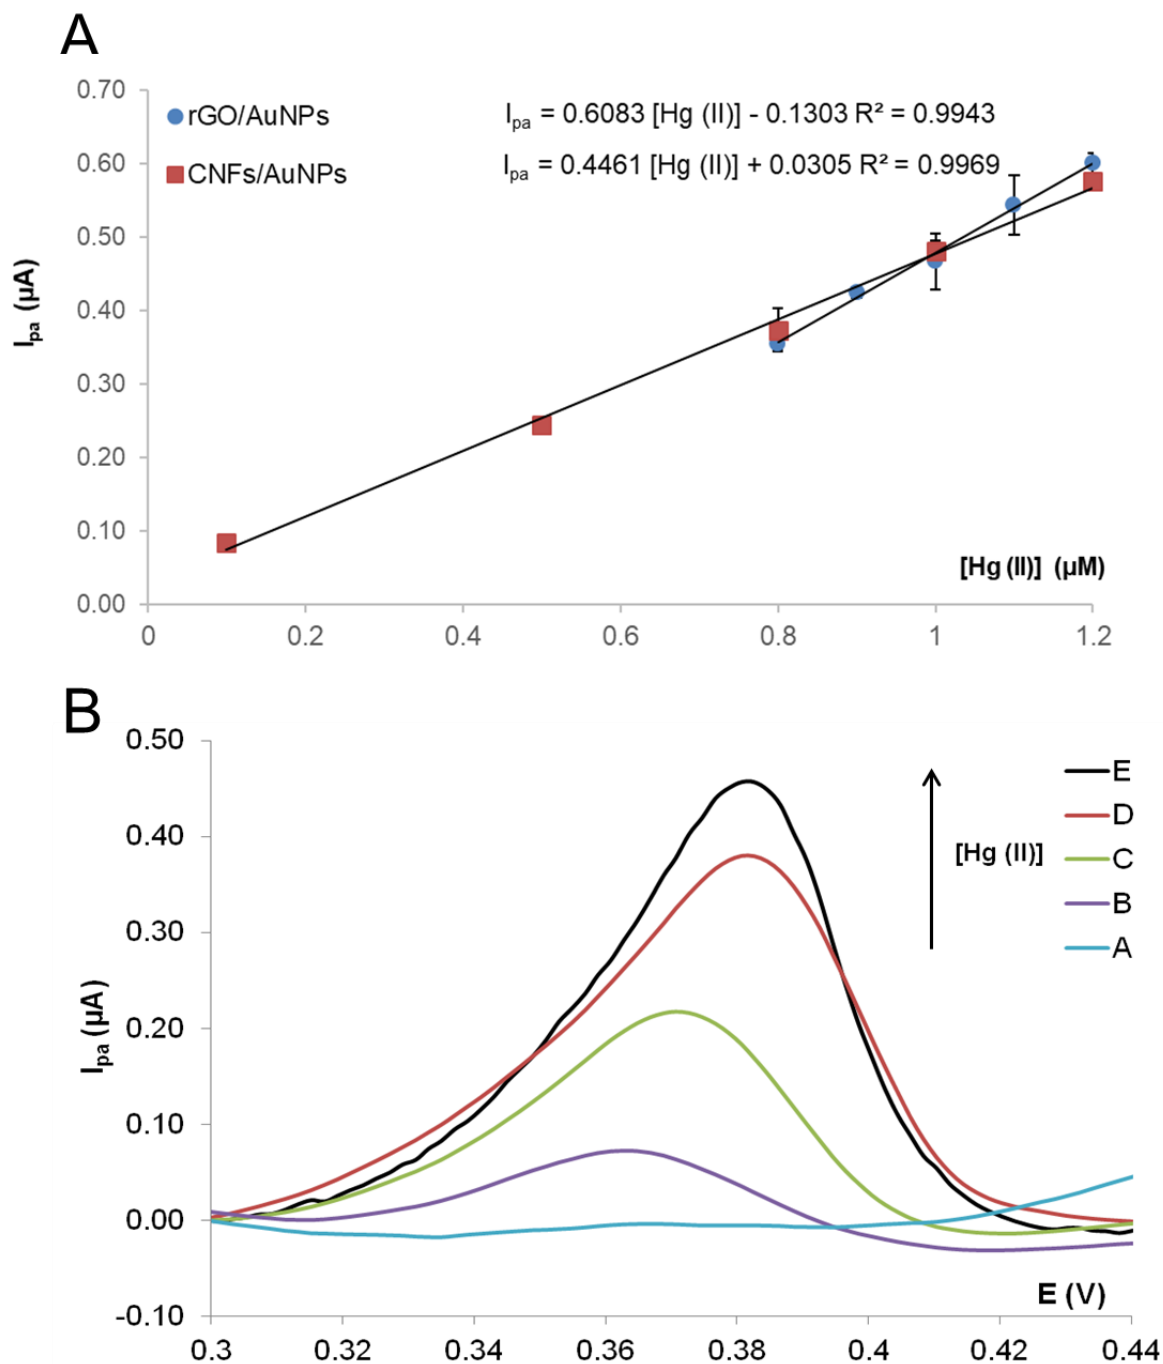 A
0.70
rGO/AuNPs
I_pa = 0.6083 [Hg (II)] - 0.1303 R² = 0.9943
0.60
CNFs/AuNPs
I_pa = 0.4461 [Hg (II)] + 0.0305 R² = 0.9969
0.50
I_pa (µA)
0.40
0.30
0.20
0.10
[Hg (II)] (µM)
0.00
0 0.2 0.4 0.6 0.8 1 1.2
B
0.50
E
D
0.40
[Hg (II)]
C
B
0.30
A
I_pa (µA)
0.20
0.10
0.00
E (V)
-0.10
0.3 0.32 0.34 0.36 0.38 0.4 0.42 0.44